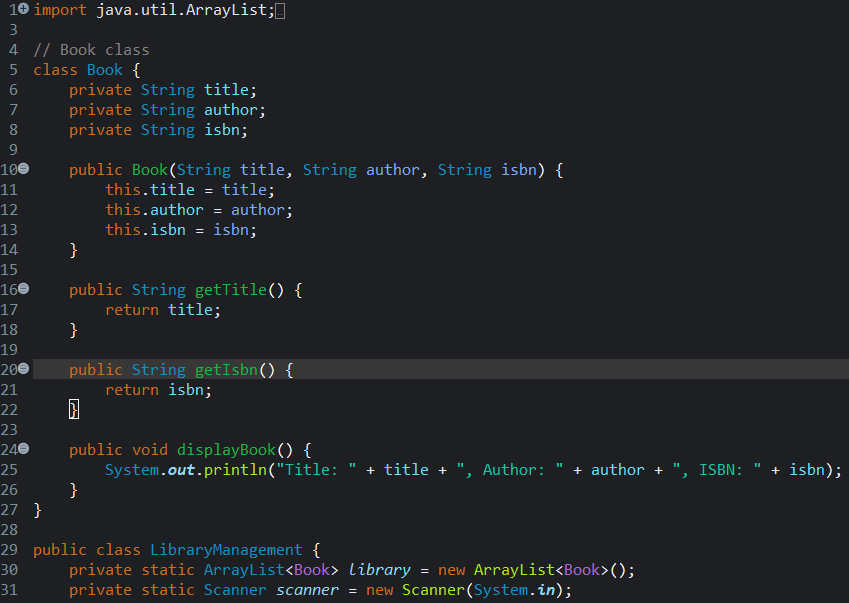 1 import java.util.ArrayList;
3
4 // Book class
5 class Book {
6     private String title;
7     private String author;
8     private String isbn;
9
10     public Book(String title, String author, String isbn) {
11         this.title = title;
12         this.author = author;
13         this.isbn = isbn;
14     }
15
16     public String getTitle() {
17         return title;
18     }
19
20     public String getIsbn() {
21         return isbn;
22     }
23
24     public void displayBook() {
25         System.out.println("Title: " + title + ", Author: " + author + ", ISBN: " + isbn);
26     }
27 }
28
29 public class LibraryManagement {
30     private static ArrayList<Book> library = new ArrayList<Book>();
31     private static Scanner scanner = new Scanner(System.in);